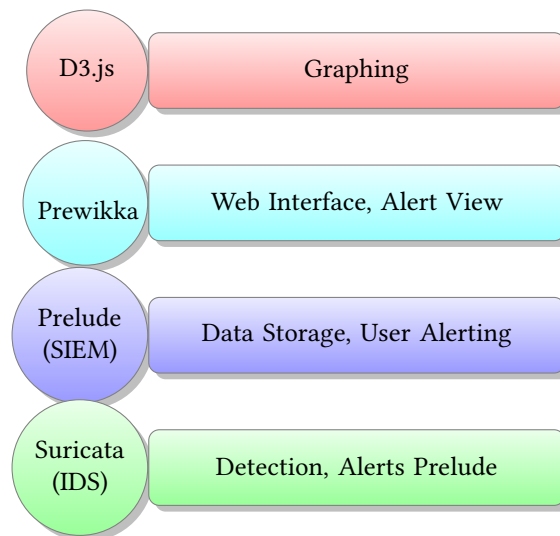 D3.js
Graphing
Prewikka
Web Interface, Alert View
Prelude
(SIEM)
Data Storage, User Alerting
Suricata
(IDS)
Detection, Alerts Prelude